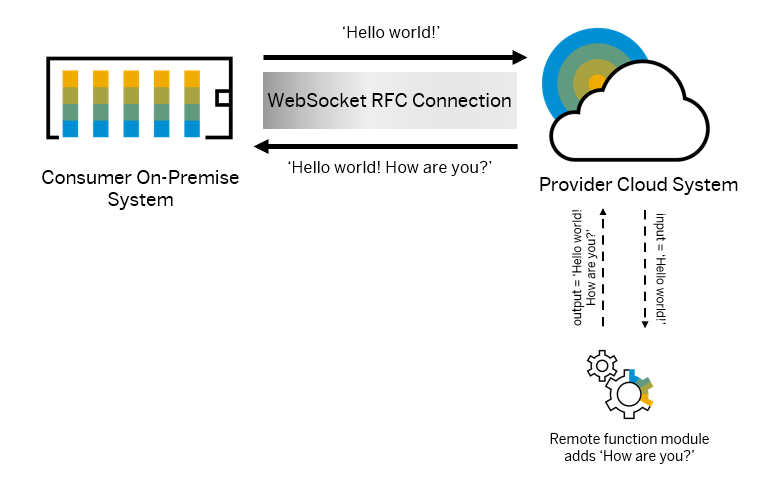 ‘Hello world!’
WebSocket RFC Connection
‘Hello world! How are you?’
Consumer On-Premise
System
Provider Cloud System
output = ‘Hello world!
How are you?’
input = ‘Hello world!’
Remote function module
adds ‘How are you?’